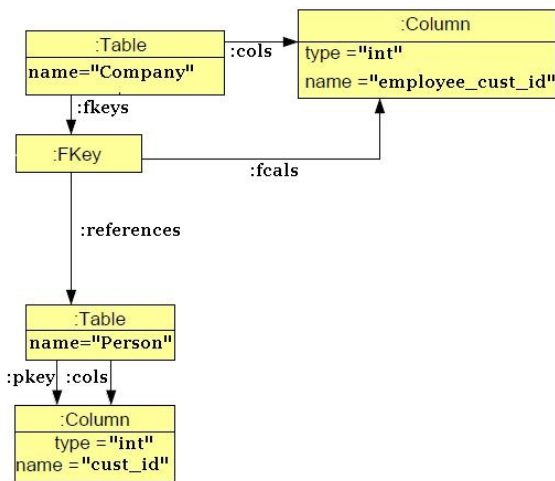 :Table
name="Company"
:cols
:Column
type ="int"
name ="employee_cust_id"
:fkeys
:FKey
:fcals
:references
:Table
name="Person"
:pkey :cols
:Column
type ="int"
name ="cust_id"